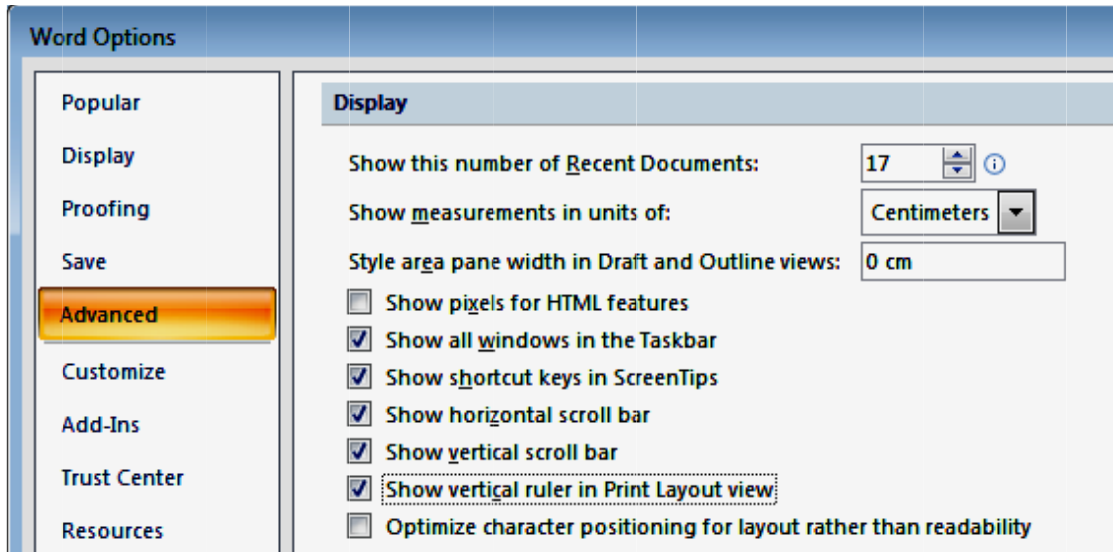 Word Options
Popular
Display
Proofing
Save
Advanced
Customize
Add-Ins
Trust Center
Resources
Display
Show this number of Recent Documents: 17
Show measurements in units of: Centimeters
Style area pane width in Draft and Outline views: 0 cm
Show pixels for HTML features
Show all windows in the Taskbar
Show shortcut keys in ScreenTips
Show horizontal scroll bar
Show vertical scroll bar
Show vertical ruler in Print Layout view
Optimize character positioning for layout rather than readability